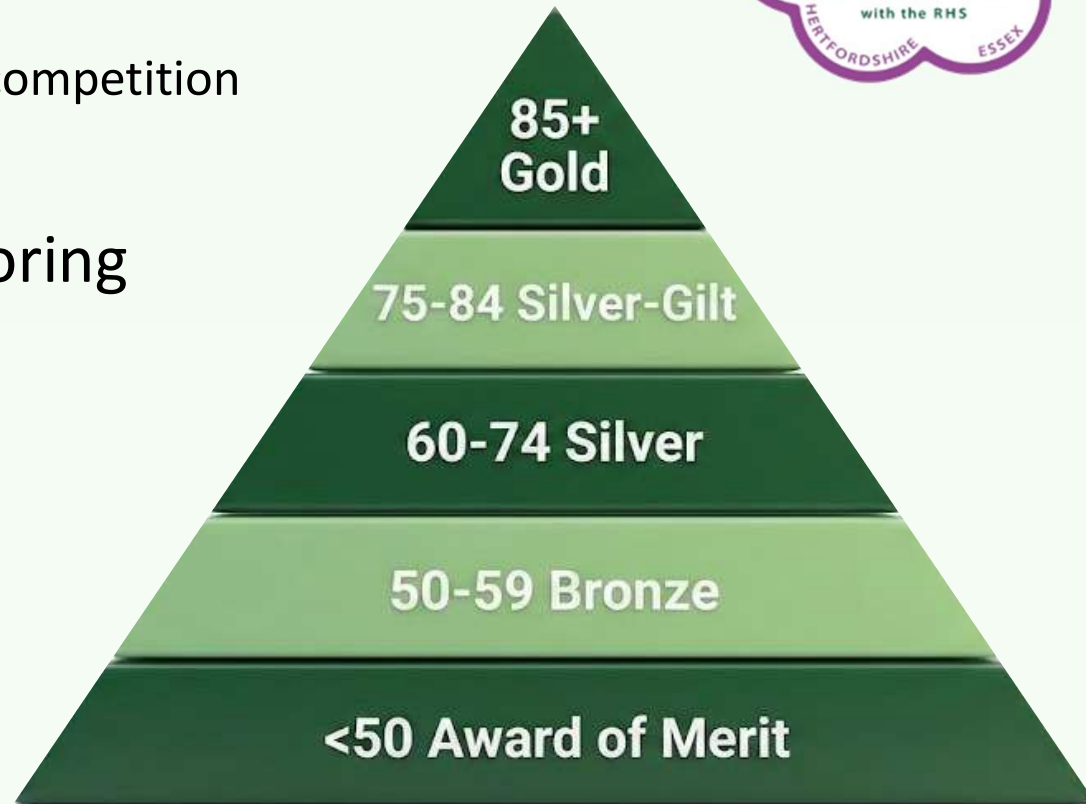 with the RHS
HERTFORDSHIRE
ESSEX
competition
85+
Gold
oring
75-84 Silver-Gilt
60-74 Silver
50-59 Bronze
<50 Award of Merit